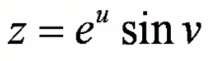 z = e^u sin v